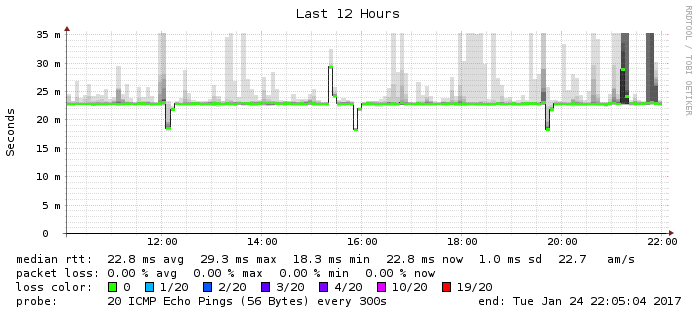 Last 12 Hours
RRDTOOL / TOBI OETIKER
Seconds
35 m
30 m
25 m
20 m
15 m
10 m
5 m
0
12:00 14:00 16:00 18:00 20:00 22:00
median rtt: 22.8 ms avg 29.3 ms max 18.3 ms min 22.8 ms now 1.0 ms sd 22.7 am/s
packet loss: 0.00 % avg 0.00 % max 0.00 % min 0.00 % now
loss color: 0 1/20 2/20 3/20 4/20 10/20 19/20
probe: 20 ICMP Echo Pings (56 Bytes) every 300s end: Tue Jan 24 22:05:04 2017